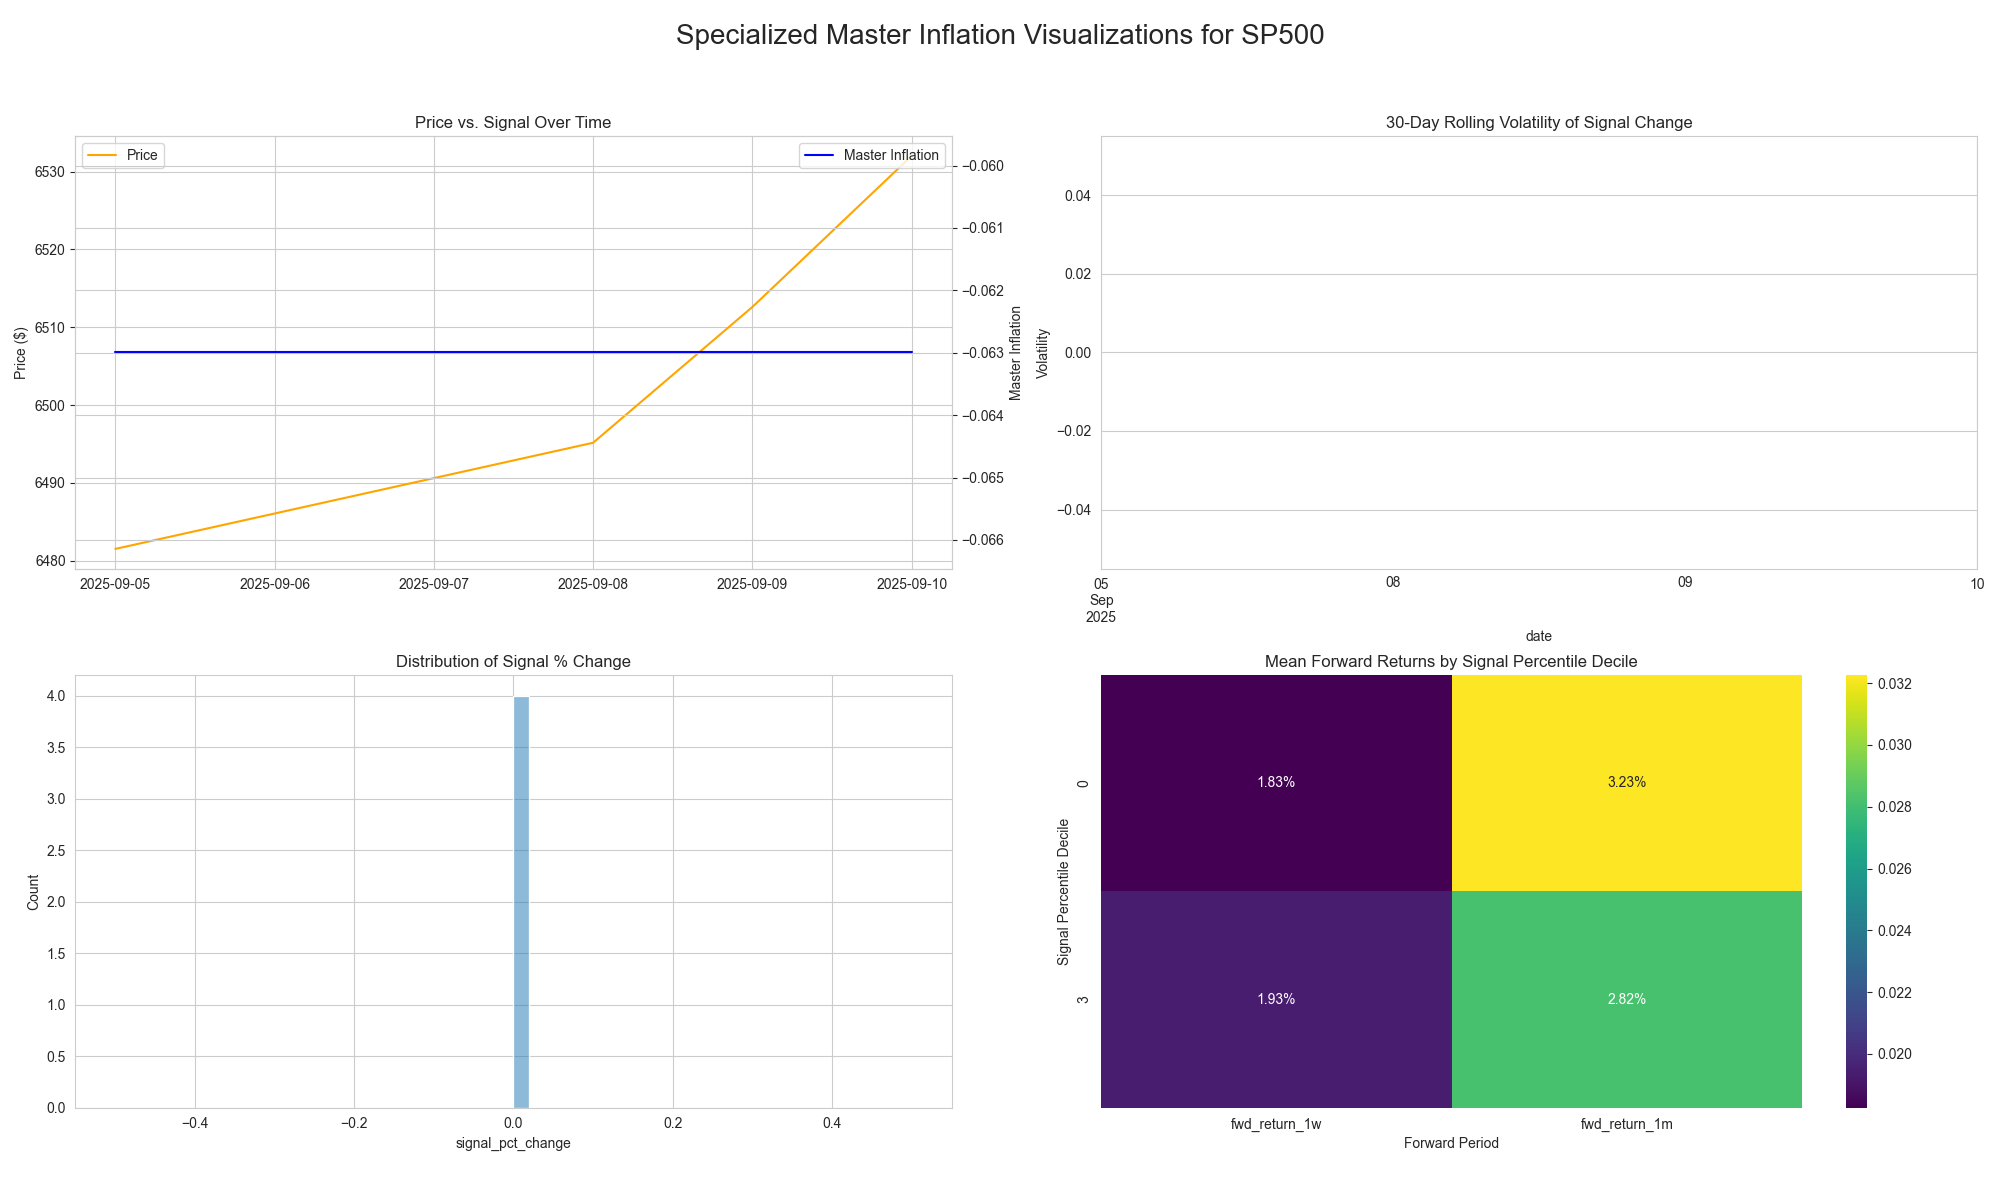 Specialized Master Inflation Visualizations for SP500
Price vs. Signal Over Time
Price
Master Inflation
6530
6520
6510
6500
6490
6480
Price ($)
−0.060
−0.061
−0.062
−0.063
−0.064
−0.065
−0.066
Master Inflation
2025-09-05 2025-09-06 2025-09-07 2025-09-08 2025-09-09 2025-09-10
30-Day Rolling Volatility of Signal Change
0.04
0.02
0.00
−0.02
−0.04
Volatility
05 08 09 10
Sep
2025
date
Distribution of Signal % Change
4.0
3.5
3.0
2.5
2.0
1.5
1.0
0.5
0.0
Count
−0.4 −0.2 0.0 0.2 0.4
signal_pct_change
Mean Forward Returns by Signal Percentile Decile
0
3
Signal Percentile Decile
1.83% 3.23%
1.93% 2.82%
fwd_return_1w fwd_return_1m
Forward Period
0.032
0.030
0.028
0.026
0.024
0.022
0.020